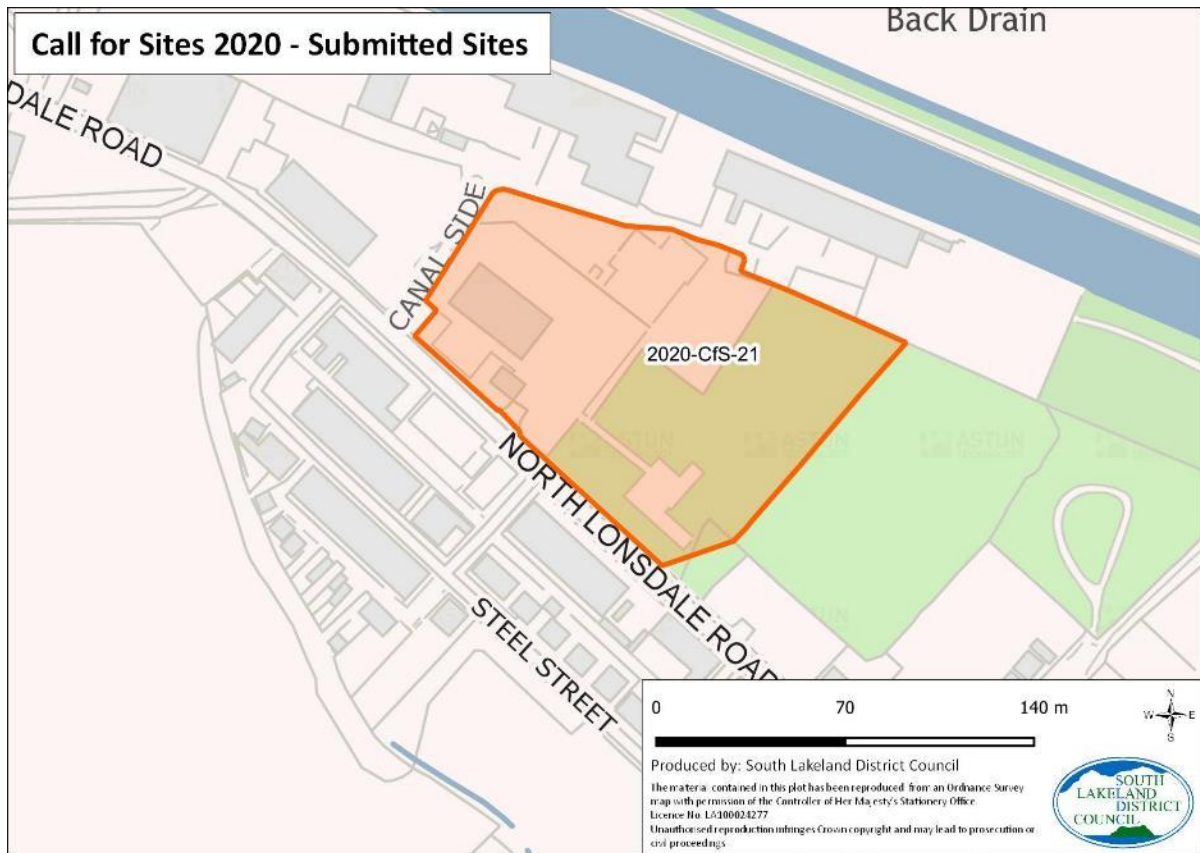 Call for Sites 2020 - Submitted Sites
Back Drain
DALE ROAD
CANAL SIDE
2020-CfS-21
NORTH LONSDALE ROAD
STEEL STREET
0 70 140 m
N
W E
S
Produced by: South Lakeland District Council
The material contained in this plot has been reproduced from an Ordnance Survey
map with permission of the Controller of Her Majesty's Stationery Office.
Licence No. LA100024277
Unauthorised reproduction infringes Crown copyright and may lead to prosecution or
civil proceedings
SOUTH
LAKELAND
DISTRICT
COUNCIL